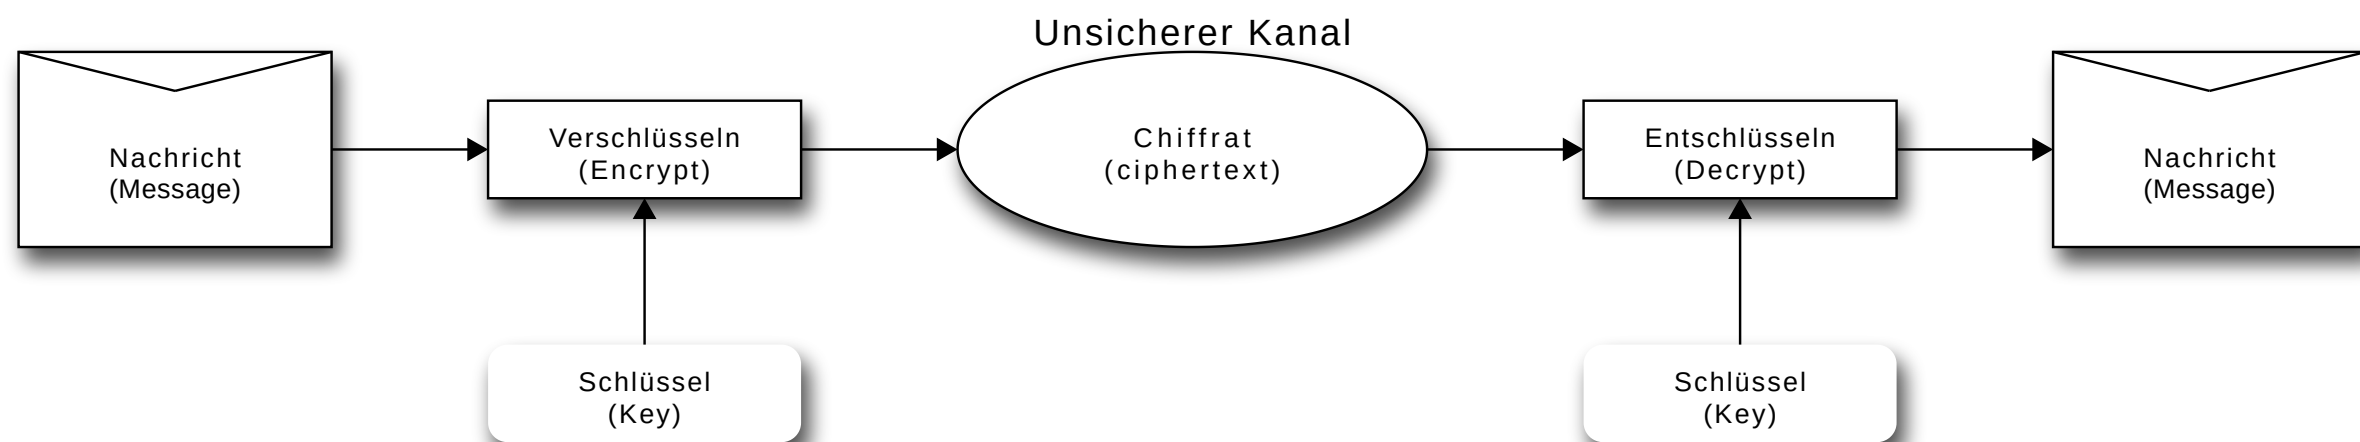 Unsicherer Kanal
Nachricht
(Message)
Verschlüsseln
(Encrypt)
Chiffrat
(ciphertext)
Entschlüsseln
(Decrypt)
Nachricht
(Message)
Schlüssel
(Key)
Schlüssel
(Key)